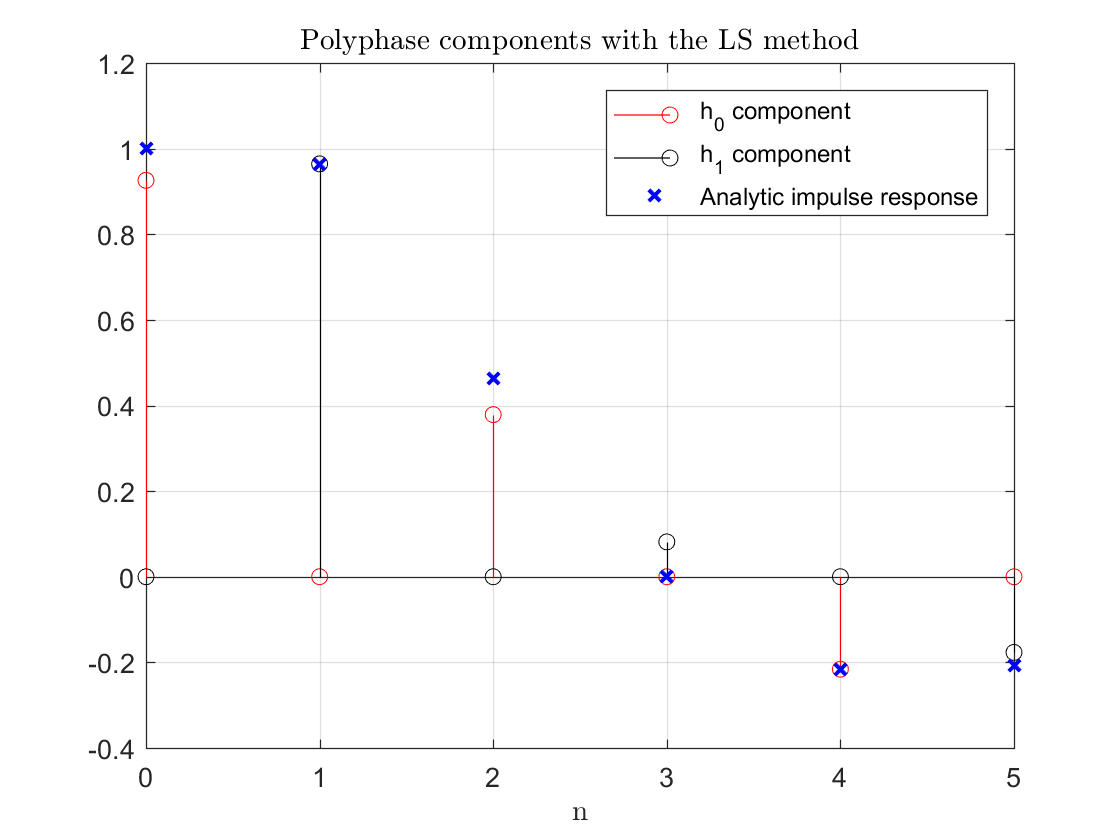 Polyphase components with the LS method
h0 component
h1 component
Analytic impulse response
1.2
1
0.8
0.6
0.4
0.2
0
-0.2
-0.4
0 1 2 3 4 5
n